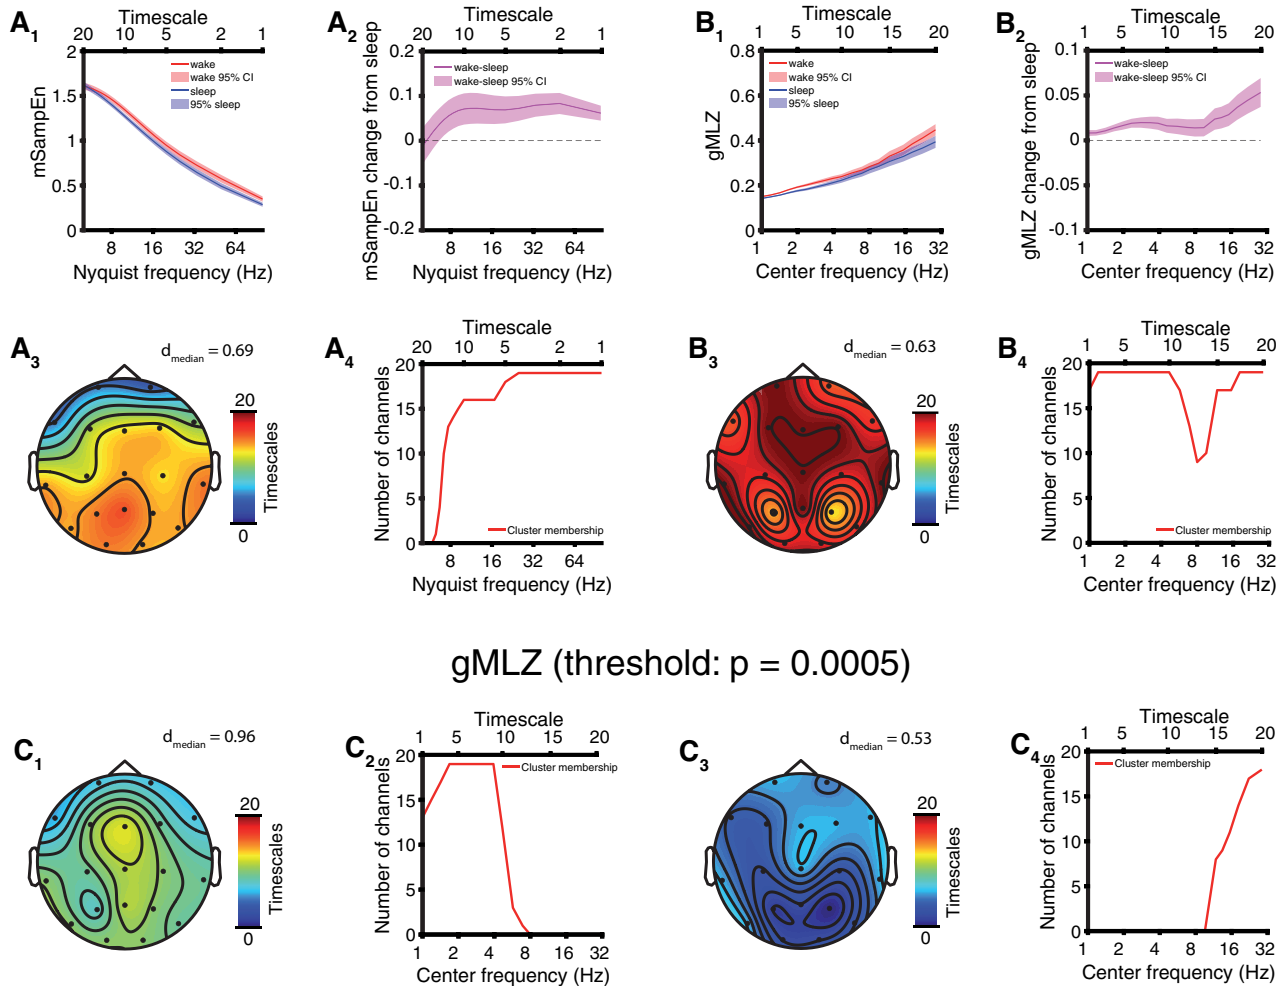 A1
Timescale
20 10 5 2 1
mSampEn
2
1.5
1
0.5
0
wake
wake 95% CI
sleep
95% sleep
8 16 32 64
Nyquist frequency (Hz)
A2
Timescale
20 10 5 2 1
mSampEn change from sleep
0.2
0.1
0
-0.1
-0.2
wake-sleep
wake-sleep 95% CI
8 16 32 64
Nyquist frequency (Hz)
B1
Timescale
1 5 10 15 20
gMLZ
0.8
0.6
0.4
0.2
0
wake
wake 95% CI
sleep
95% sleep
1 2 4 8 16 32
Center frequency (Hz)
B2
Timescale
1 5 10 15 20
gMLZ change from sleep
0.1
0.05
0
-0.05
-0.1
wake-sleep
wake-sleep 95% CI
1 2 4 8 16 32
Center frequency (Hz)
A3
dmedian = 0.69
20
Timescales
0
A4
Timescale
20 10 5 2 1
Number of channels
20
15
10
5
0
Cluster membership
8 16 32 64
Nyquist frequency (Hz)
B3
dmedian = 0.63
20
Timescales
0
B4
Timescale
1 5 10 15 20
Number of channels
20
15
10
5
0
Cluster membership
1 2 4 8 16 32
Center frequency (Hz)
gMLZ (threshold: p = 0.0005)
C1
dmedian = 0.96
20
Timescales
0
C2
Timescale
1 5 10 15 20
Number of channels
20
15
10
5
0
Cluster membership
1 2 4 8 16 32
Center frequency (Hz)
C3
dmedian = 0.53
20
Timescales
0
C4
Timescale
1 5 10 15 20
Number of channels
20
15
10
5
0
Cluster membership
1 2 4 8 16 32
Center frequency (Hz)